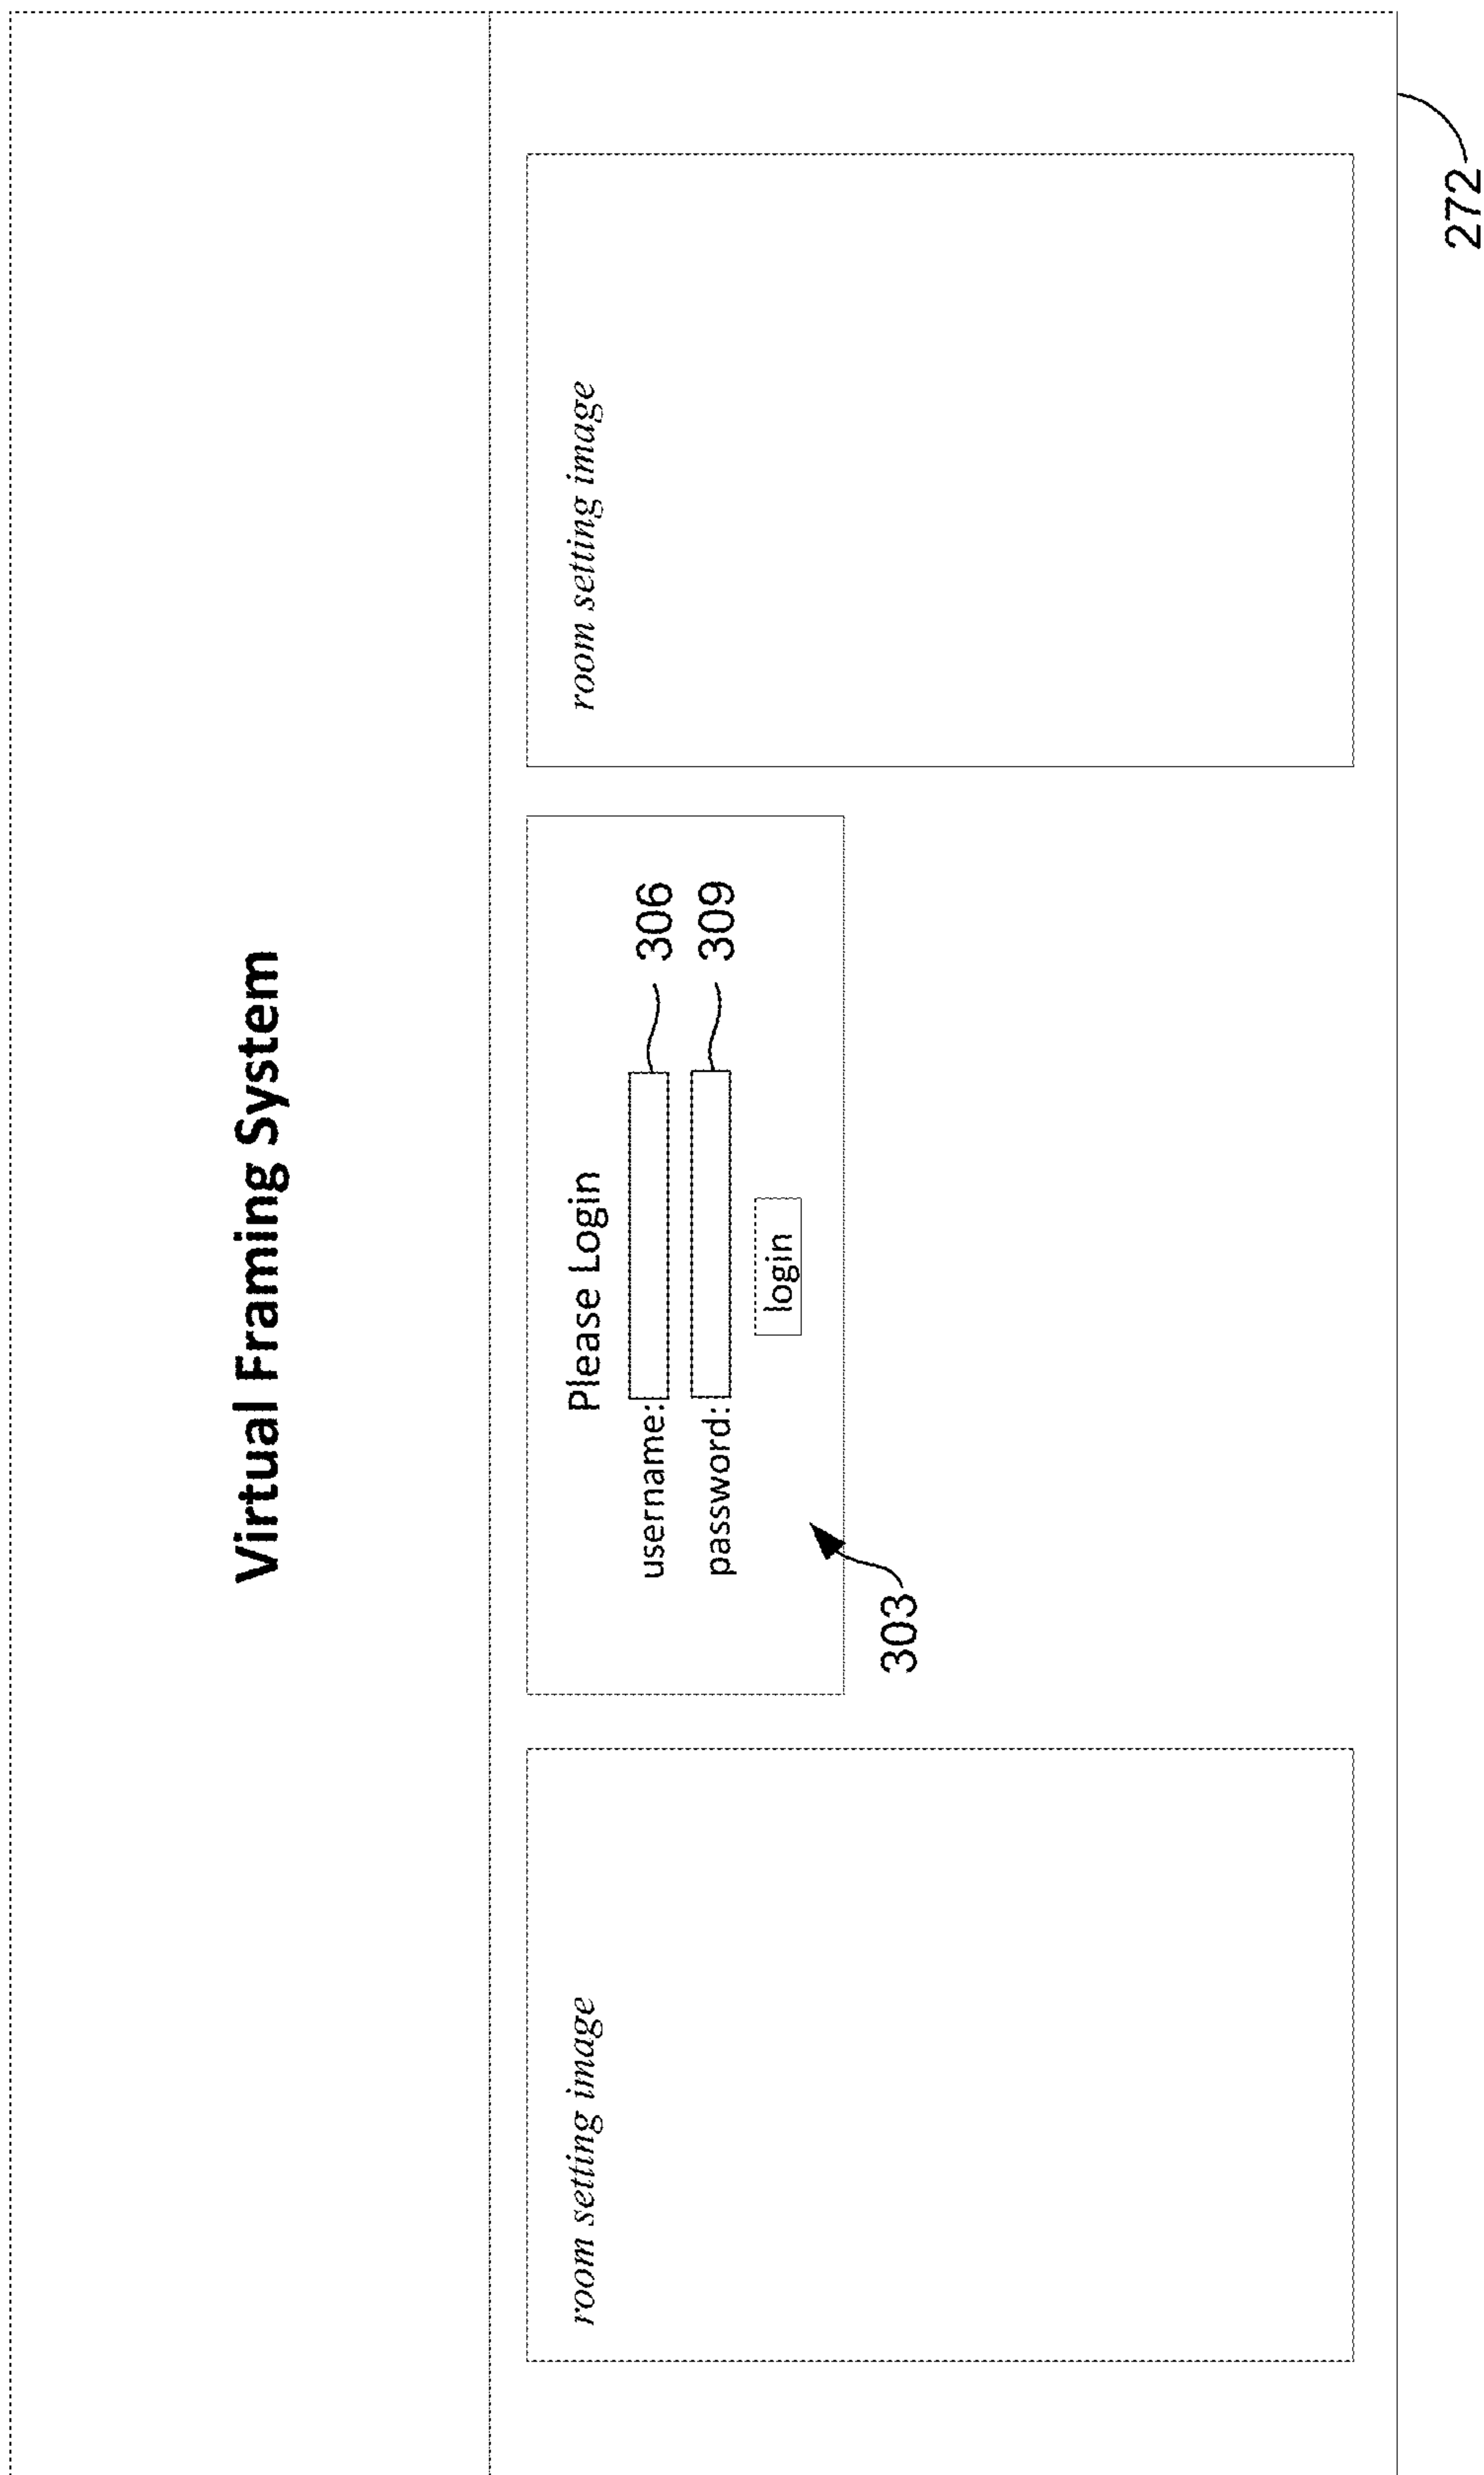 Virtual Framing System
room setting image
Please Login
room setting image
username:
306
password:
309
login
303
272